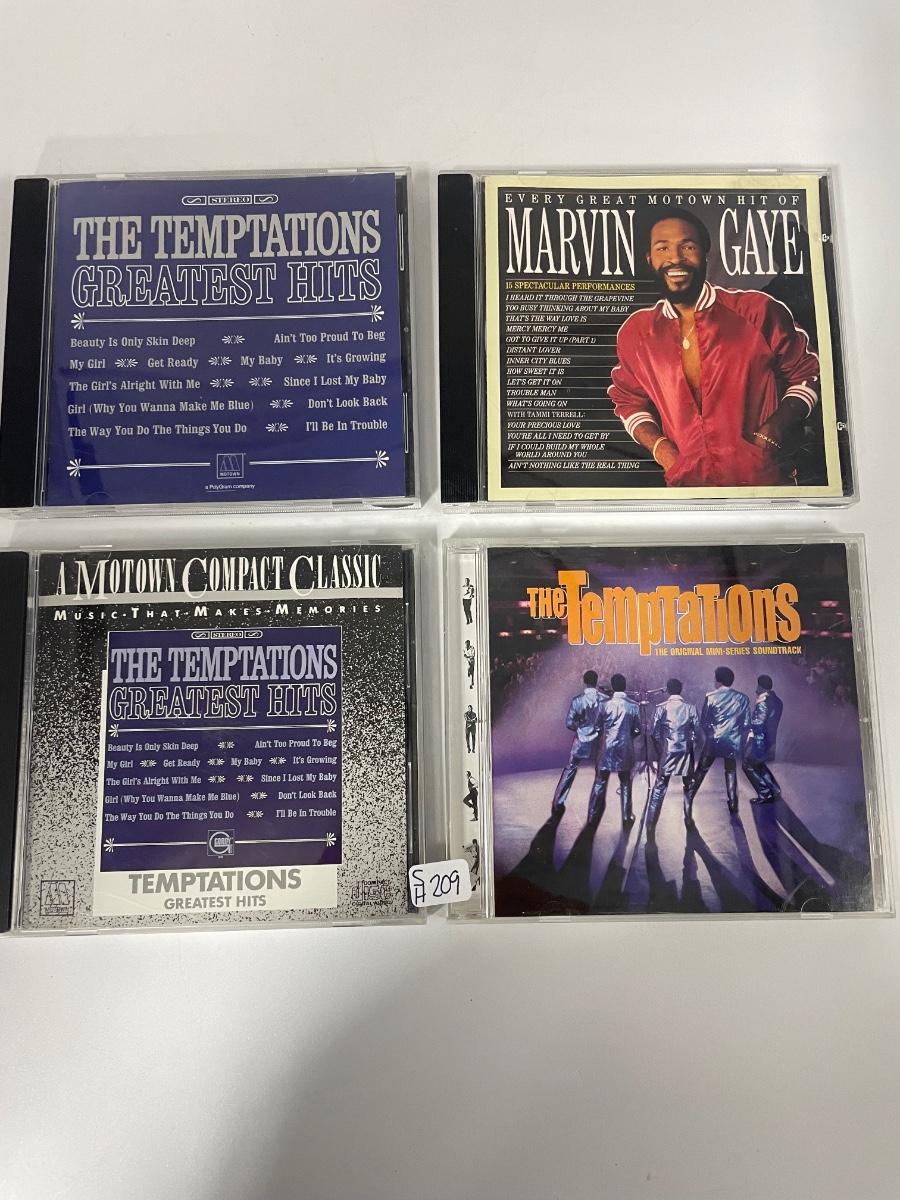 STEREO
THE TEMPTATIONS
GREATEST HITS
Beauty Is Only Skin Deep Ain't Too Proud To Beg
My Girl Get Ready My Baby It's Growing
The Girl's Alright With Me Since I Lost My Baby
Girl (Why You Wanna Make Me Blue) Don't Look Back
The Way You Do The Things You Do I'll Be In Trouble
MOTOWN
a PolyGram company
EVERY GREAT MOTOWN HIT OF
MARVIN GAYE
15 SPECTACULAR PERFORMANCES
I HEARD IT THROUGH THE GRAPEVINE
TOO BUSY THINKING ABOUT MY BABY
THAT'S THE WAY LOVE IS
MERCY MERCY ME
GOT TO GIVE IT UP (PART 1)
DISTANT LOVER
INNER CITY BLUES
HOW SWEET IT IS
LET'S GET IT ON
TROUBLE MAN
WHAT'S GOING ON
WITH TAMMI TERRELL:
YOUR PRECIOUS LOVE
YOU'RE ALL I NEED TO GET BY
IF I COULD BUILD MY WHOLE
WORLD AROUND YOU
AIN'T NOTHING LIKE THE REAL THING
A MOTOWN COMPACT CLASSIC
MUSIC•THAT•MAKES•MEMORIES
STEREO
THE TEMPTATIONS
GREATEST HITS
Beauty Is Only Skin Deep Ain't Too Proud To Beg
My Girl Get Ready My Baby It's Growing
The Girl's Alright With Me Since I Lost My Baby
Girl (Why You Wanna Make Me Blue) Don't Look Back
The Way You Do The Things You Do I'll Be In Trouble
GORDY
TEMPTATIONS
GREATEST HITS
MOTOWN
COMPACT
disc
DIGITAL AUDIO
S/H 209
THE TEMPTATIONS
THE ORIGINAL MINI-SERIES SOUNDTRACK